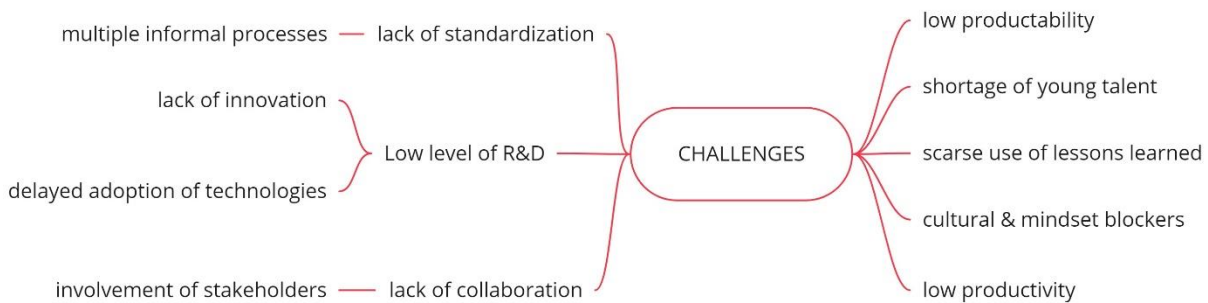 multiple informal processes
lack of standardization
lack of innovation
Low level of R&D
delayed adoption of technologies
involvement of stakeholders
lack of collaboration
CHALLENGES
low productability
shortage of young talent
scarse use of lessons learned
cultural & mindset blockers
low productivity